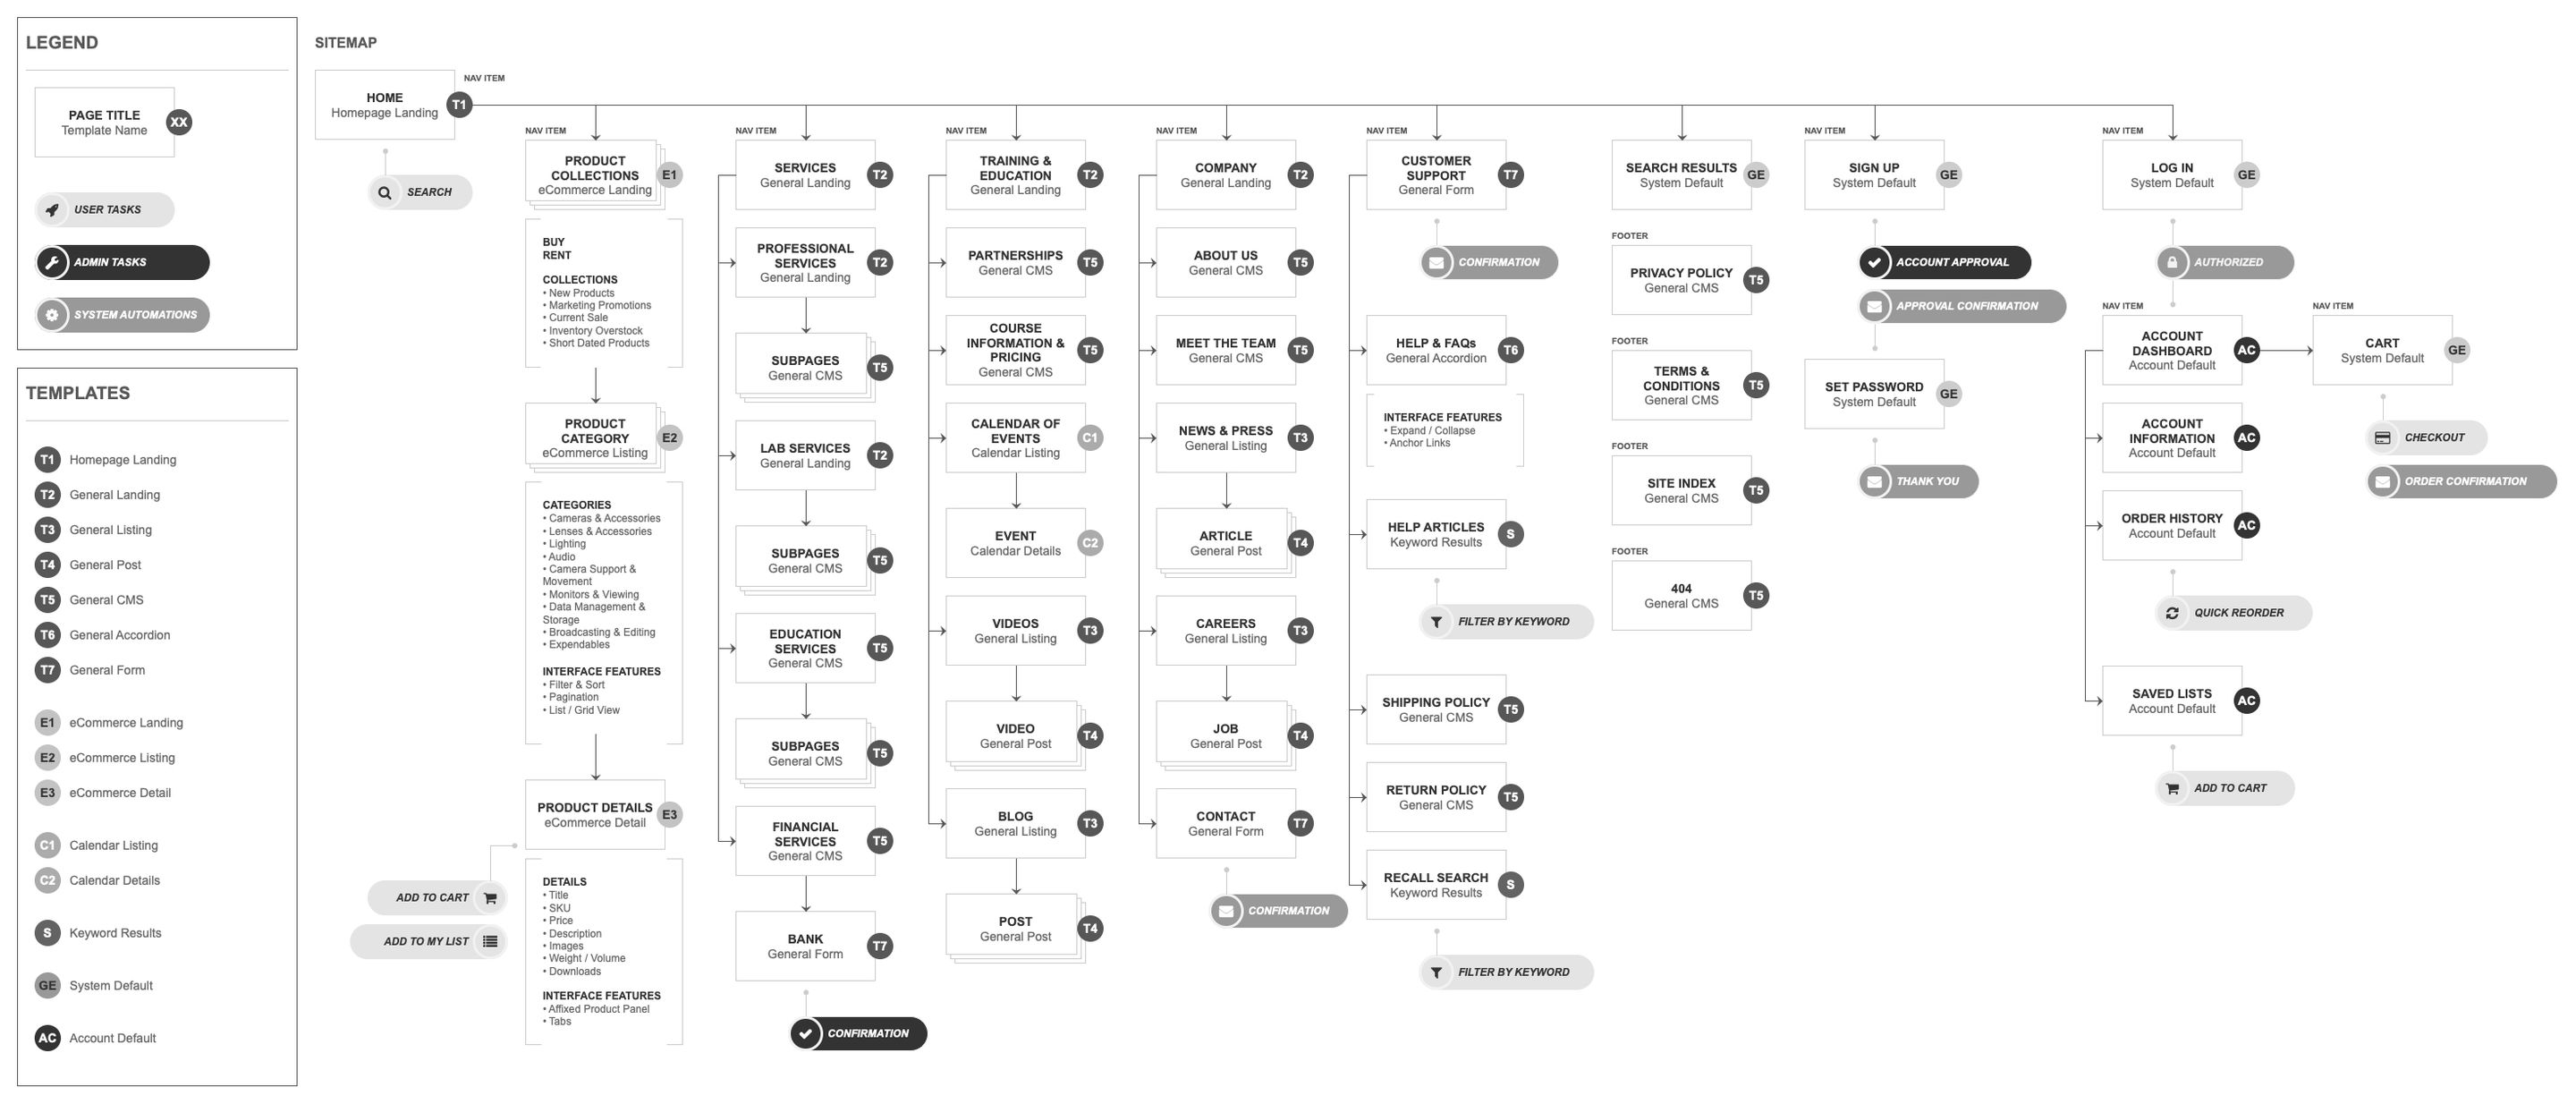 LEGEND
PAGE TITLE
Template Name
XX
USER TASKS
ADMIN TASKS
SYSTEM AUTOMATIONS
TEMPLATES
T1 Homepage Landing
T2 General Landing
T3 General Listing
T4 General Post
T5 General CMS
T6 General Accordion
T7 General Form
E1 eCommerce Landing
E2 eCommerce Listing
E3 eCommerce Detail
C1 Calendar Listing
C2 Calendar Details
S Keyword Results
GE System Default
AC Account Default
SITEMAP
NAV ITEM
HOME
Homepage Landing
T1
SEARCH
NAV ITEM
PRODUCT
COLLECTIONS
eCommerce Landing
E1
BUY
RENT
COLLECTIONS
• New Products
• Marketing Promotions
• Current Sale
• Inventory Overstock
• Short Dated Products
PRODUCT
CATEGORY
eCommerce Listing
E2
CATEGORIES
• Cameras & Accessories
• Lenses & Accessories
• Lighting
• Audio
• Camera Support &
Movement
• Monitors & Viewing
• Data Management &
Storage
• Broadcasting & Editing
• Expendables
INTERFACE FEATURES
• Filter & Sort
• Pagination
• List / Grid View
PRODUCT DETAILS
eCommerce Detail
E3
ADD TO CART
ADD TO MY LIST
DETAILS
• Title
• SKU
• Price
• Description
• Images
• Weight / Volume
• Downloads
INTERFACE FEATURES
• Affixed Product Panel
• Tabs
NAV ITEM
SERVICES
General Landing
T2
PROFESSIONAL
SERVICES
General Landing
T2
SUBPAGES
General CMS
T5
LAB SERVICES
General Landing
T2
SUBPAGES
General CMS
T5
EDUCATION
SERVICES
General CMS
T5
SUBPAGES
General CMS
T5
FINANCIAL
SERVICES
General CMS
T5
BANK
General Form
T7
CONFIRMATION
NAV ITEM
TRAINING &
EDUCATION
General Landing
T2
PARTNERSHIPS
General CMS
T5
COURSE
INFORMATION &
PRICING
General CMS
T5
CALENDAR OF
EVENTS
Calendar Listing
C1
EVENT
Calendar Details
C2
VIDEOS
General Listing
T3
VIDEO
General Post
T4
BLOG
General Listing
T3
POST
General Post
T4
NAV ITEM
COMPANY
General Landing
T2
ABOUT US
General CMS
T5
MEET THE TEAM
General CMS
T5
NEWS & PRESS
General Listing
T3
ARTICLE
General Post
T4
CAREERS
General Listing
T3
JOB
General Post
T4
CONTACT
General Form
T7
CONFIRMATION
NAV ITEM
CUSTOMER
SUPPORT
General Form
T7
CONFIRMATION
HELP & FAQs
General Accordion
T6
INTERFACE FEATURES
• Expand / Collapse
• Anchor Links
HELP ARTICLES
Keyword Results
S
FILTER BY KEYWORD
SHIPPING POLICY
General CMS
T5
RETURN POLICY
General CMS
T5
RECALL SEARCH
Keyword Results
S
FILTER BY KEYWORD
SEARCH RESULTS
System Default
GE
FOOTER
PRIVACY POLICY
General CMS
T5
FOOTER
TERMS &
CONDITIONS
General CMS
T5
FOOTER
SITE INDEX
General CMS
T5
FOOTER
404
General CMS
T5
NAV ITEM
SIGN UP
System Default
GE
ACCOUNT APPROVAL
APPROVAL CONFIRMATION
SET PASSWORD
System Default
GE
THANK YOU
NAV ITEM
LOG IN
System Default
GE
AUTHORIZED
NAV ITEM
ACCOUNT
DASHBOARD
Account Default
AC
ACCOUNT
INFORMATION
Account Default
AC
ORDER HISTORY
Account Default
AC
QUICK REORDER
SAVED LISTS
Account Default
AC
ADD TO CART
NAV ITEM
CART
System Default
GE
CHECKOUT
ORDER CONFIRMATION